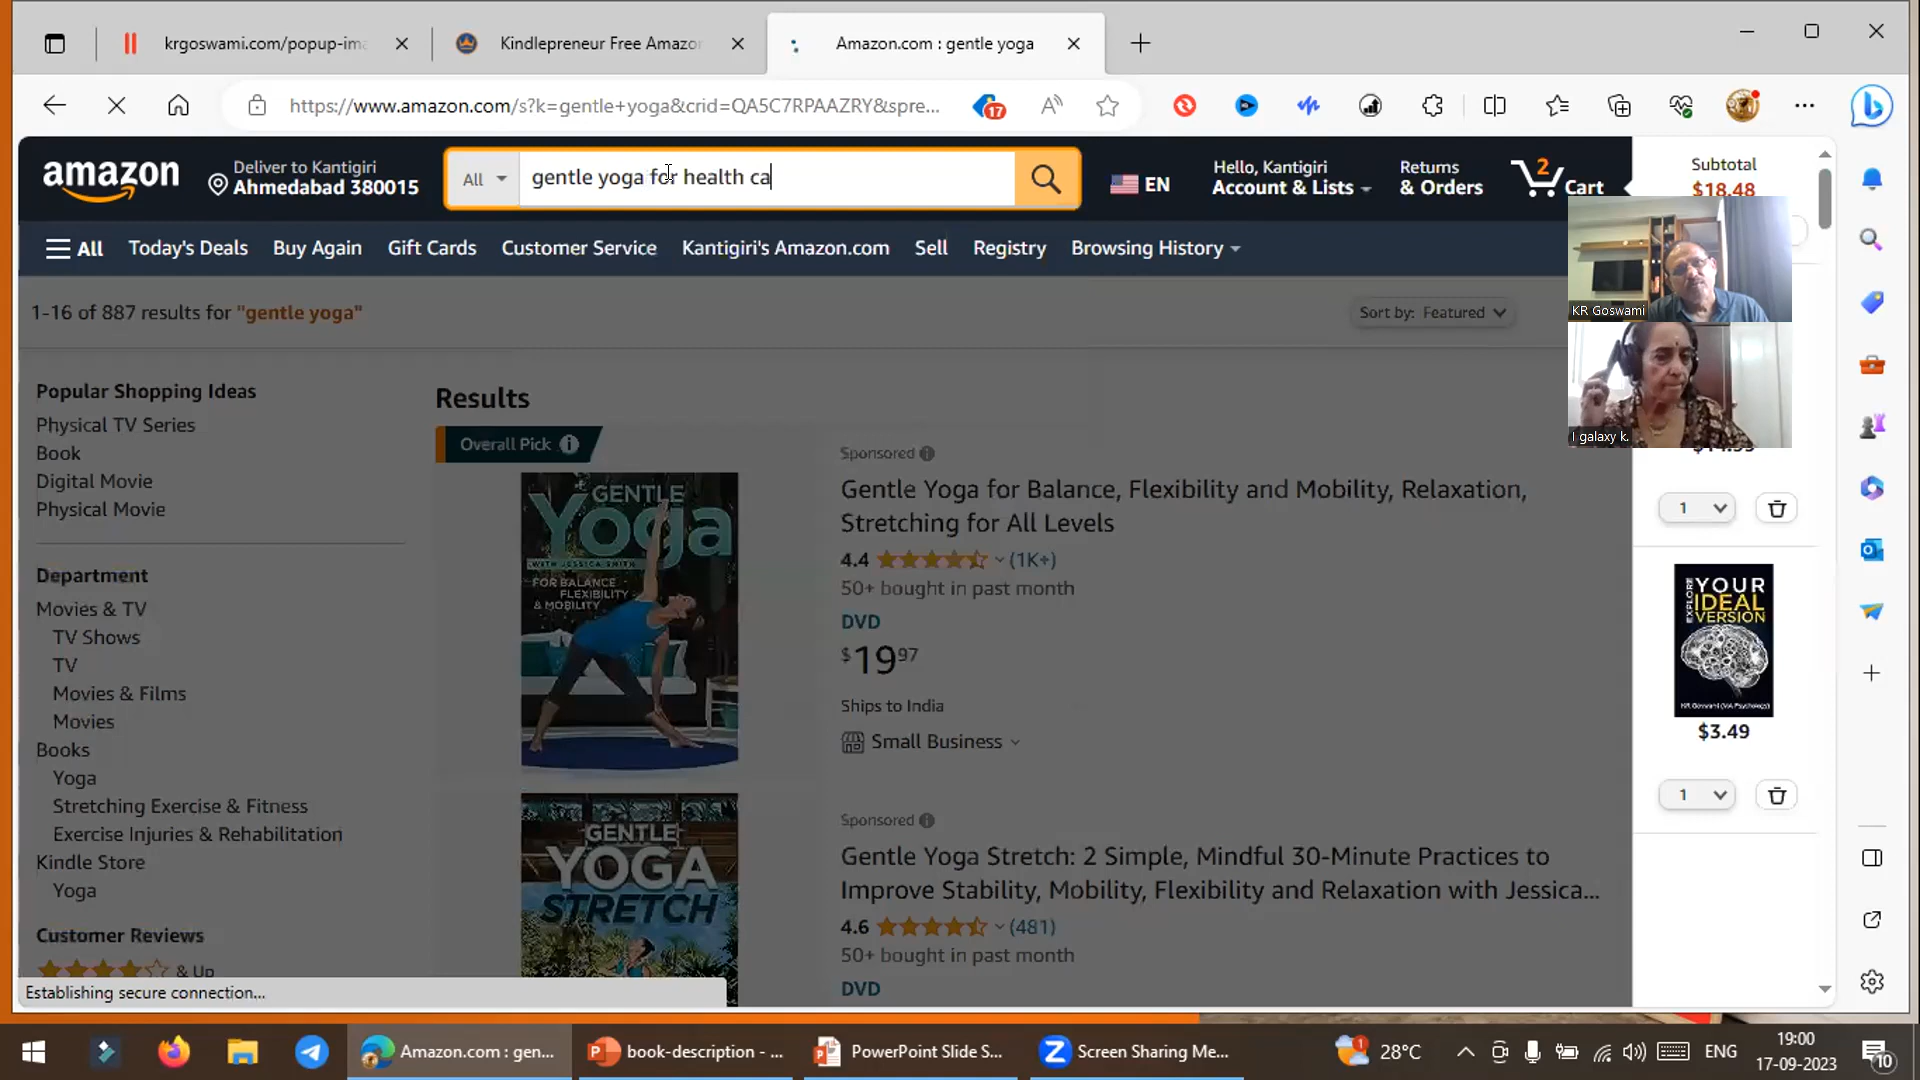 krgoswami.com/popup-ima
Kindlepreneur Free Amazon
Amazon.com : gentle yoga
https://www.amazon.com/s?k=gentle+yoga&crid=QA5C7RPAAZRY&spre...
17
amazon
Deliver to Kantigiri
Ahmedabad 380015
All
gentle yoga for health ca
EN
Hello, Kantigiri
Account & Lists
Returns
& Orders
2
Cart
Subtotal
$18.48
All
Today's Deals
Buy Again
Gift Cards
Customer Service
Kantigiri's Amazon.com
Sell
Registry
Browsing History
KR Goswami
I galaxy k.
1-16 of 887 results for "gentle yoga"
Sort by: Featured
Popular Shopping Ideas
Physical TV Series
Book
Digital Movie
Physical Movie
Department
Movies & TV
TV Shows
TV
Movies & Films
Movies
Books
Yoga
Stretching Exercise & Fitness
Exercise Injuries & Rehabilitation
Kindle Store
Yoga
Customer Reviews
& Up
Results
Overall Pick
GENTLE
Yoga
WITH JESSICA SMITH
FOR BALANCE
FLEXIBILITY
& MOBILITY
Sponsored
Gentle Yoga for Balance, Flexibility and Mobility, Relaxation,
Stretching for All Levels
4.4
(1K+)
50+ bought in past month
DVD
$19.97
Ships to India
Small Business
GENTLE
YOGA
STRETCH
Sponsored
Gentle Yoga Stretch: 2 Simple, Mindful 30-Minute Practices to
Improve Stability, Mobility, Flexibility and Relaxation with Jessica...
4.6
(481)
50+ bought in past month
DVD
1
EXPLORE
YOUR
IDEAL
VERSION
KR Goswami (MA Psychology)
$3.49
1
Establishing secure connection...
Amazon.com : gen...
book-description - ...
PowerPoint Slide S...
Screen Sharing Me...
28°C
ENG
19:00
17-09-2023
10